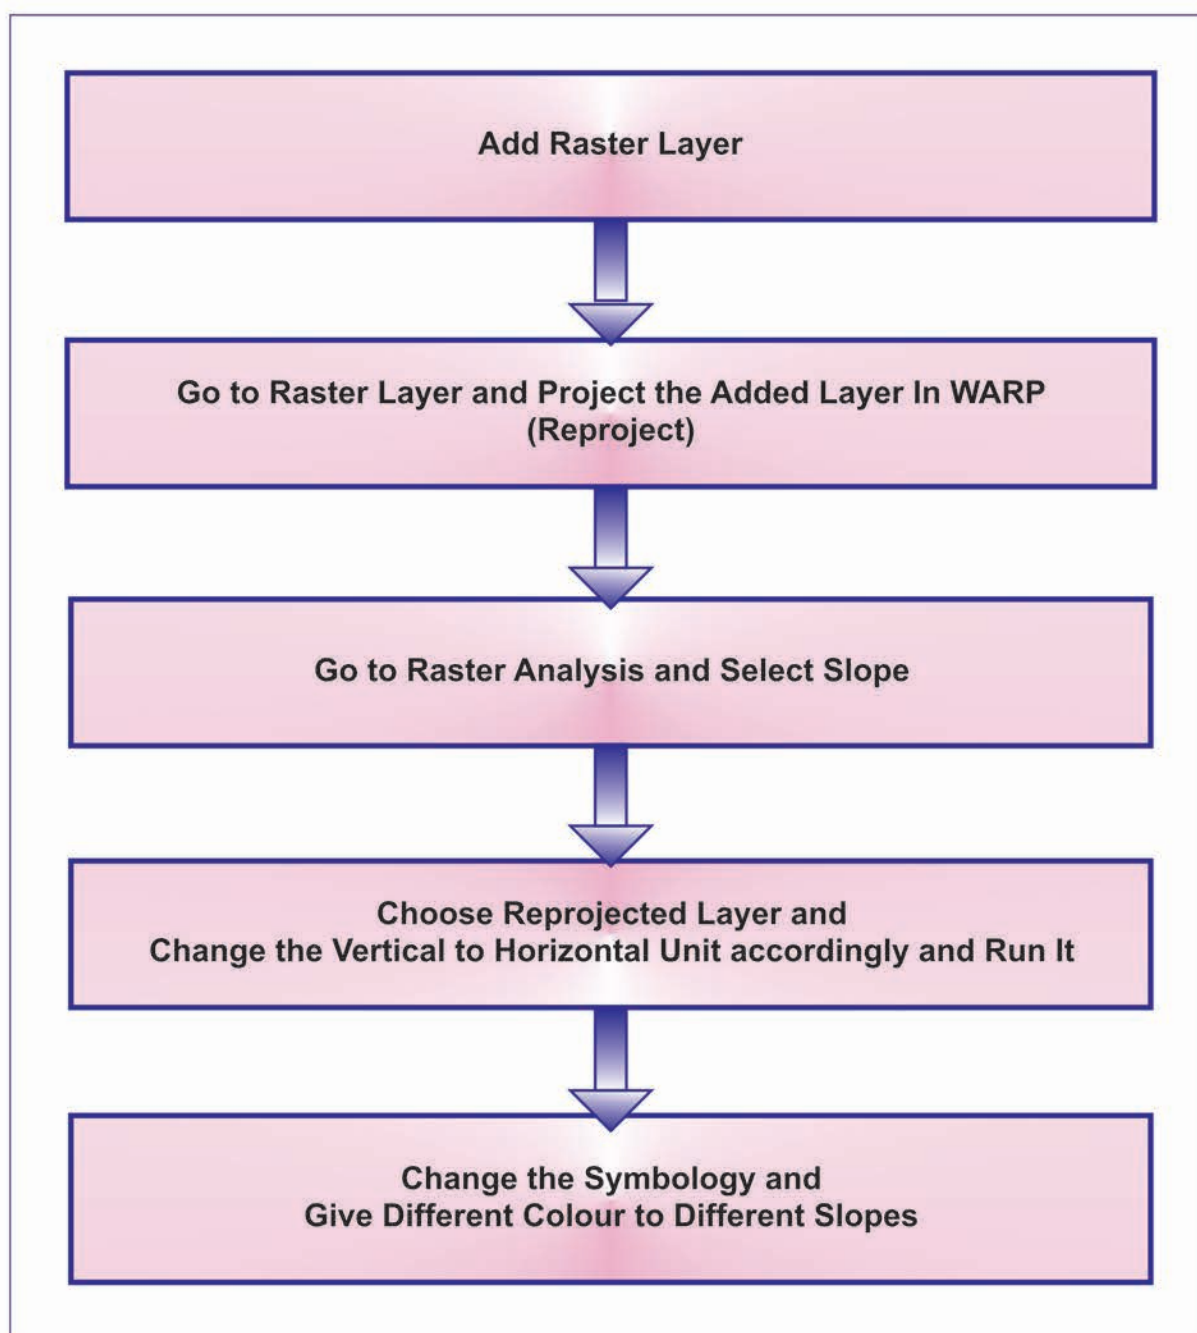 Add Raster Layer
Go to Raster Layer and Project the Added Layer In WARP
(Reproject)
Go to Raster Analysis and Select Slope
Choose Reprojected Layer and
Change the Vertical to Horizontal Unit accordingly and Run It
Change the Symbology and
Give Different Colour to Different Slopes